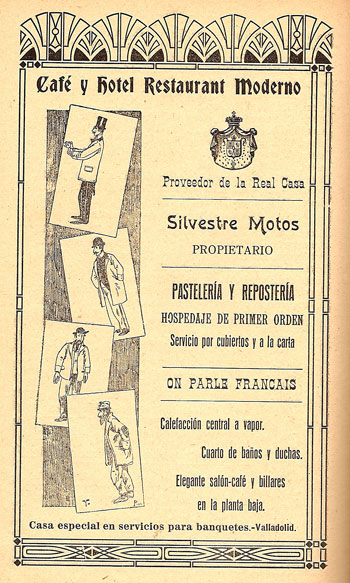 Café y Hotel Restaurant Moderno
Proveedor de la Real Casa
Silvestre Motos
PROPIETARIO
PASTELERÍA Y REPOSTERÍA
HOSPEDAJE DE PRIMER ORDEN
Servicio por cubiertos y a la carta
ON PARLE FRANCAIS
Calefacción central a vapor.
Cuarto de baños y duchas.
Elegante salón-café y billares
en la planta baja.
Casa especial en servicios para banquetes.-Valladolid.